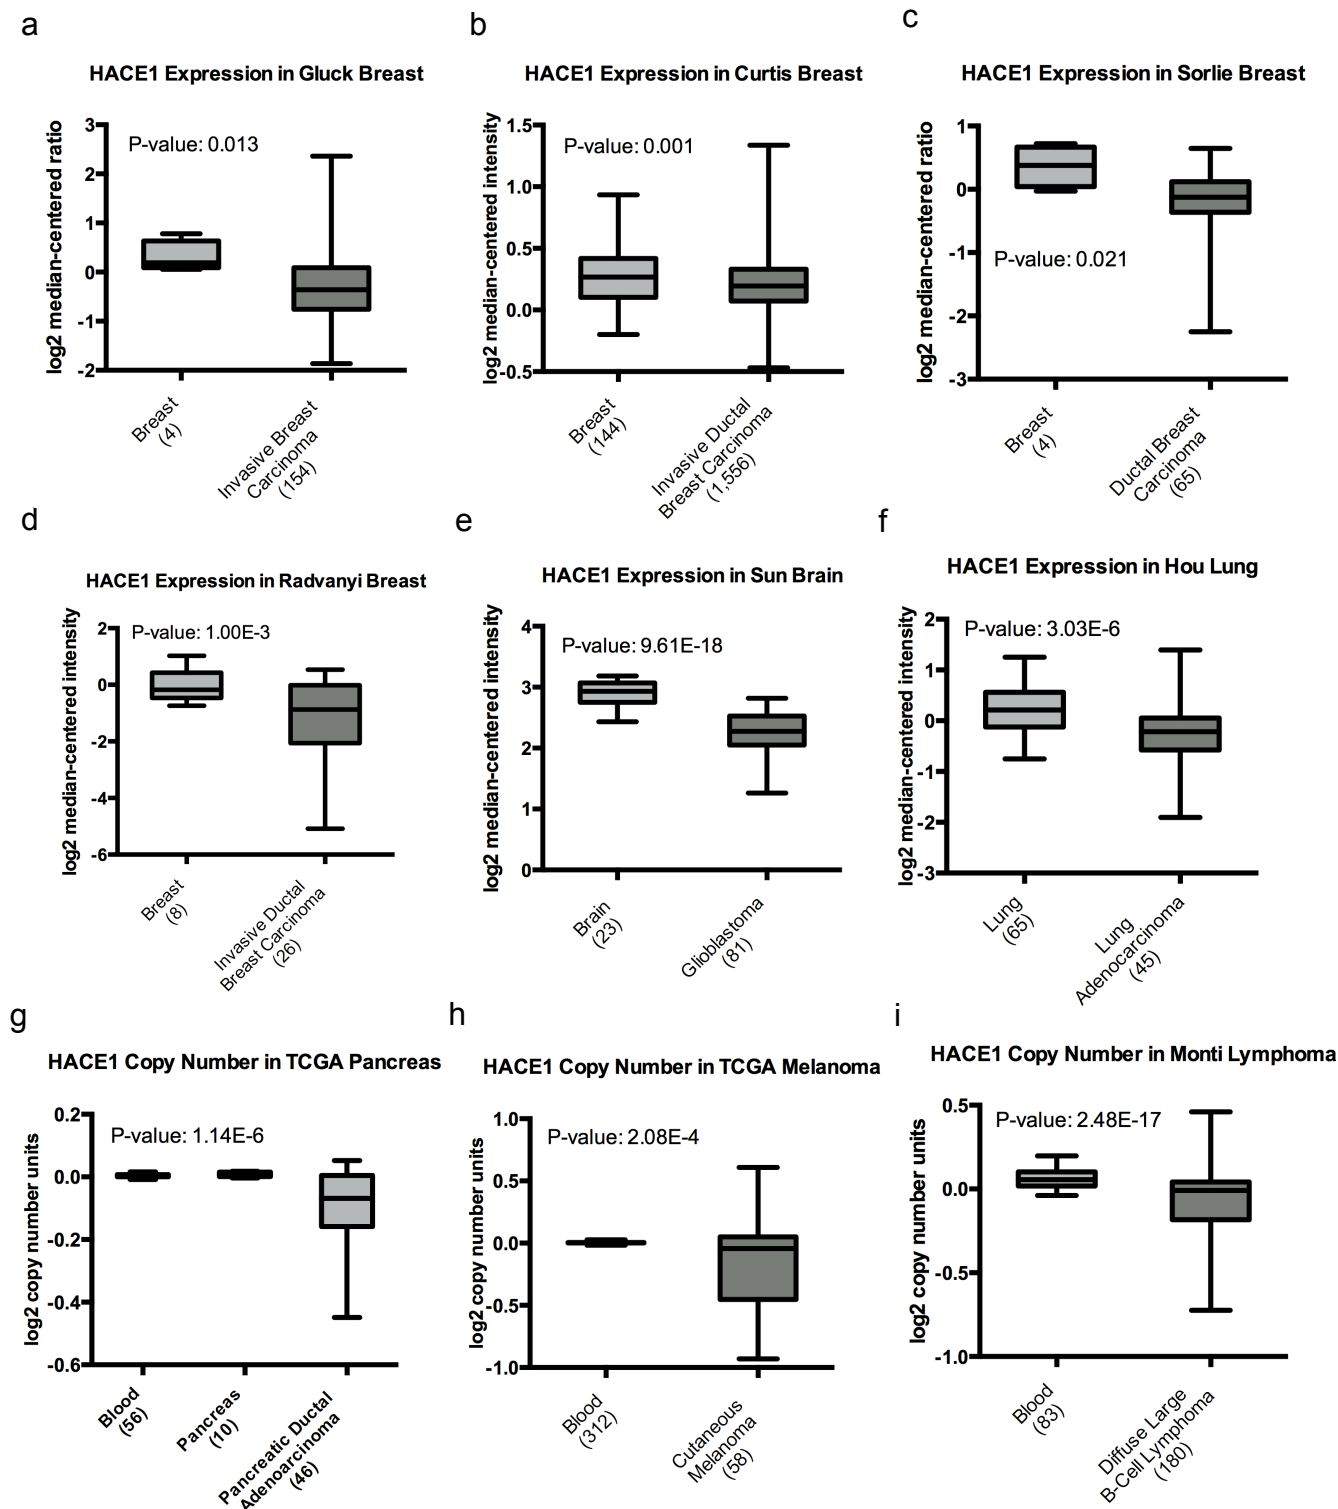 a
HACE1 Expression in Gluck Breast
log2 median-centered ratio
3
2
1
0
-1
-2
P-value: 0.013
Breast
(4)
Invasive Breast
Carcinoma
(154)
b
HACE1 Expression in Curtis Breast
log2 median-centered intensity
1.5
1.0
0.5
0.0
-0.5
P-value: 0.001
Breast
(144)
Invasive Ductal
Breast Carcinoma
(1,556)
c
HACE1 Expression in Sorlie Breast
log2 median-centered ratio
1
0
-1
-2
-3
P-value: 0.021
Breast
(4)
Ductal Breast
Carcinoma
(65)
d
HACE1 Expression in Radvanyi Breast
log2 median-centered intensity
2
0
-2
-4
-6
P-value: 1.00E-3
Breast
(8)
Invasive Ductal
Breast Carcinoma
(26)
e
HACE1 Expression in Sun Brain
log2 median-centered intensity
4
3
2
1
0
P-value: 9.61E-18
Brain
(23)
Glioblastoma
(81)
f
HACE1 Expression in Hou Lung
log2 median-centered intensity
2
1
0
-1
-2
-3
P-value: 3.03E-6
Lung
(65)
Lung
Adenocarcinoma
(45)
g
HACE1 Copy Number in TCGA Pancreas
log2 copy number units
0.2
0.0
-0.2
-0.4
-0.6
P-value: 1.14E-6
Blood
(56)
Pancreas
(10)
Pancreatic Ductal
Adenoarcinoma
(46)
h
HACE1 Copy Number in TCGA Melanoma
log2 copy number units
1.0
0.5
0.0
-0.5
-1.0
P-value: 2.08E-4
Blood
(312)
Cutaneous
Melanoma
(58)
i
HACE1 Copy Number in Monti Lymphoma
log2 copy number units
0.5
0.0
-0.5
-1.0
P-value: 2.48E-17
Blood
(83)
Diffuse Large
B-Cell Lymphoma
(180)